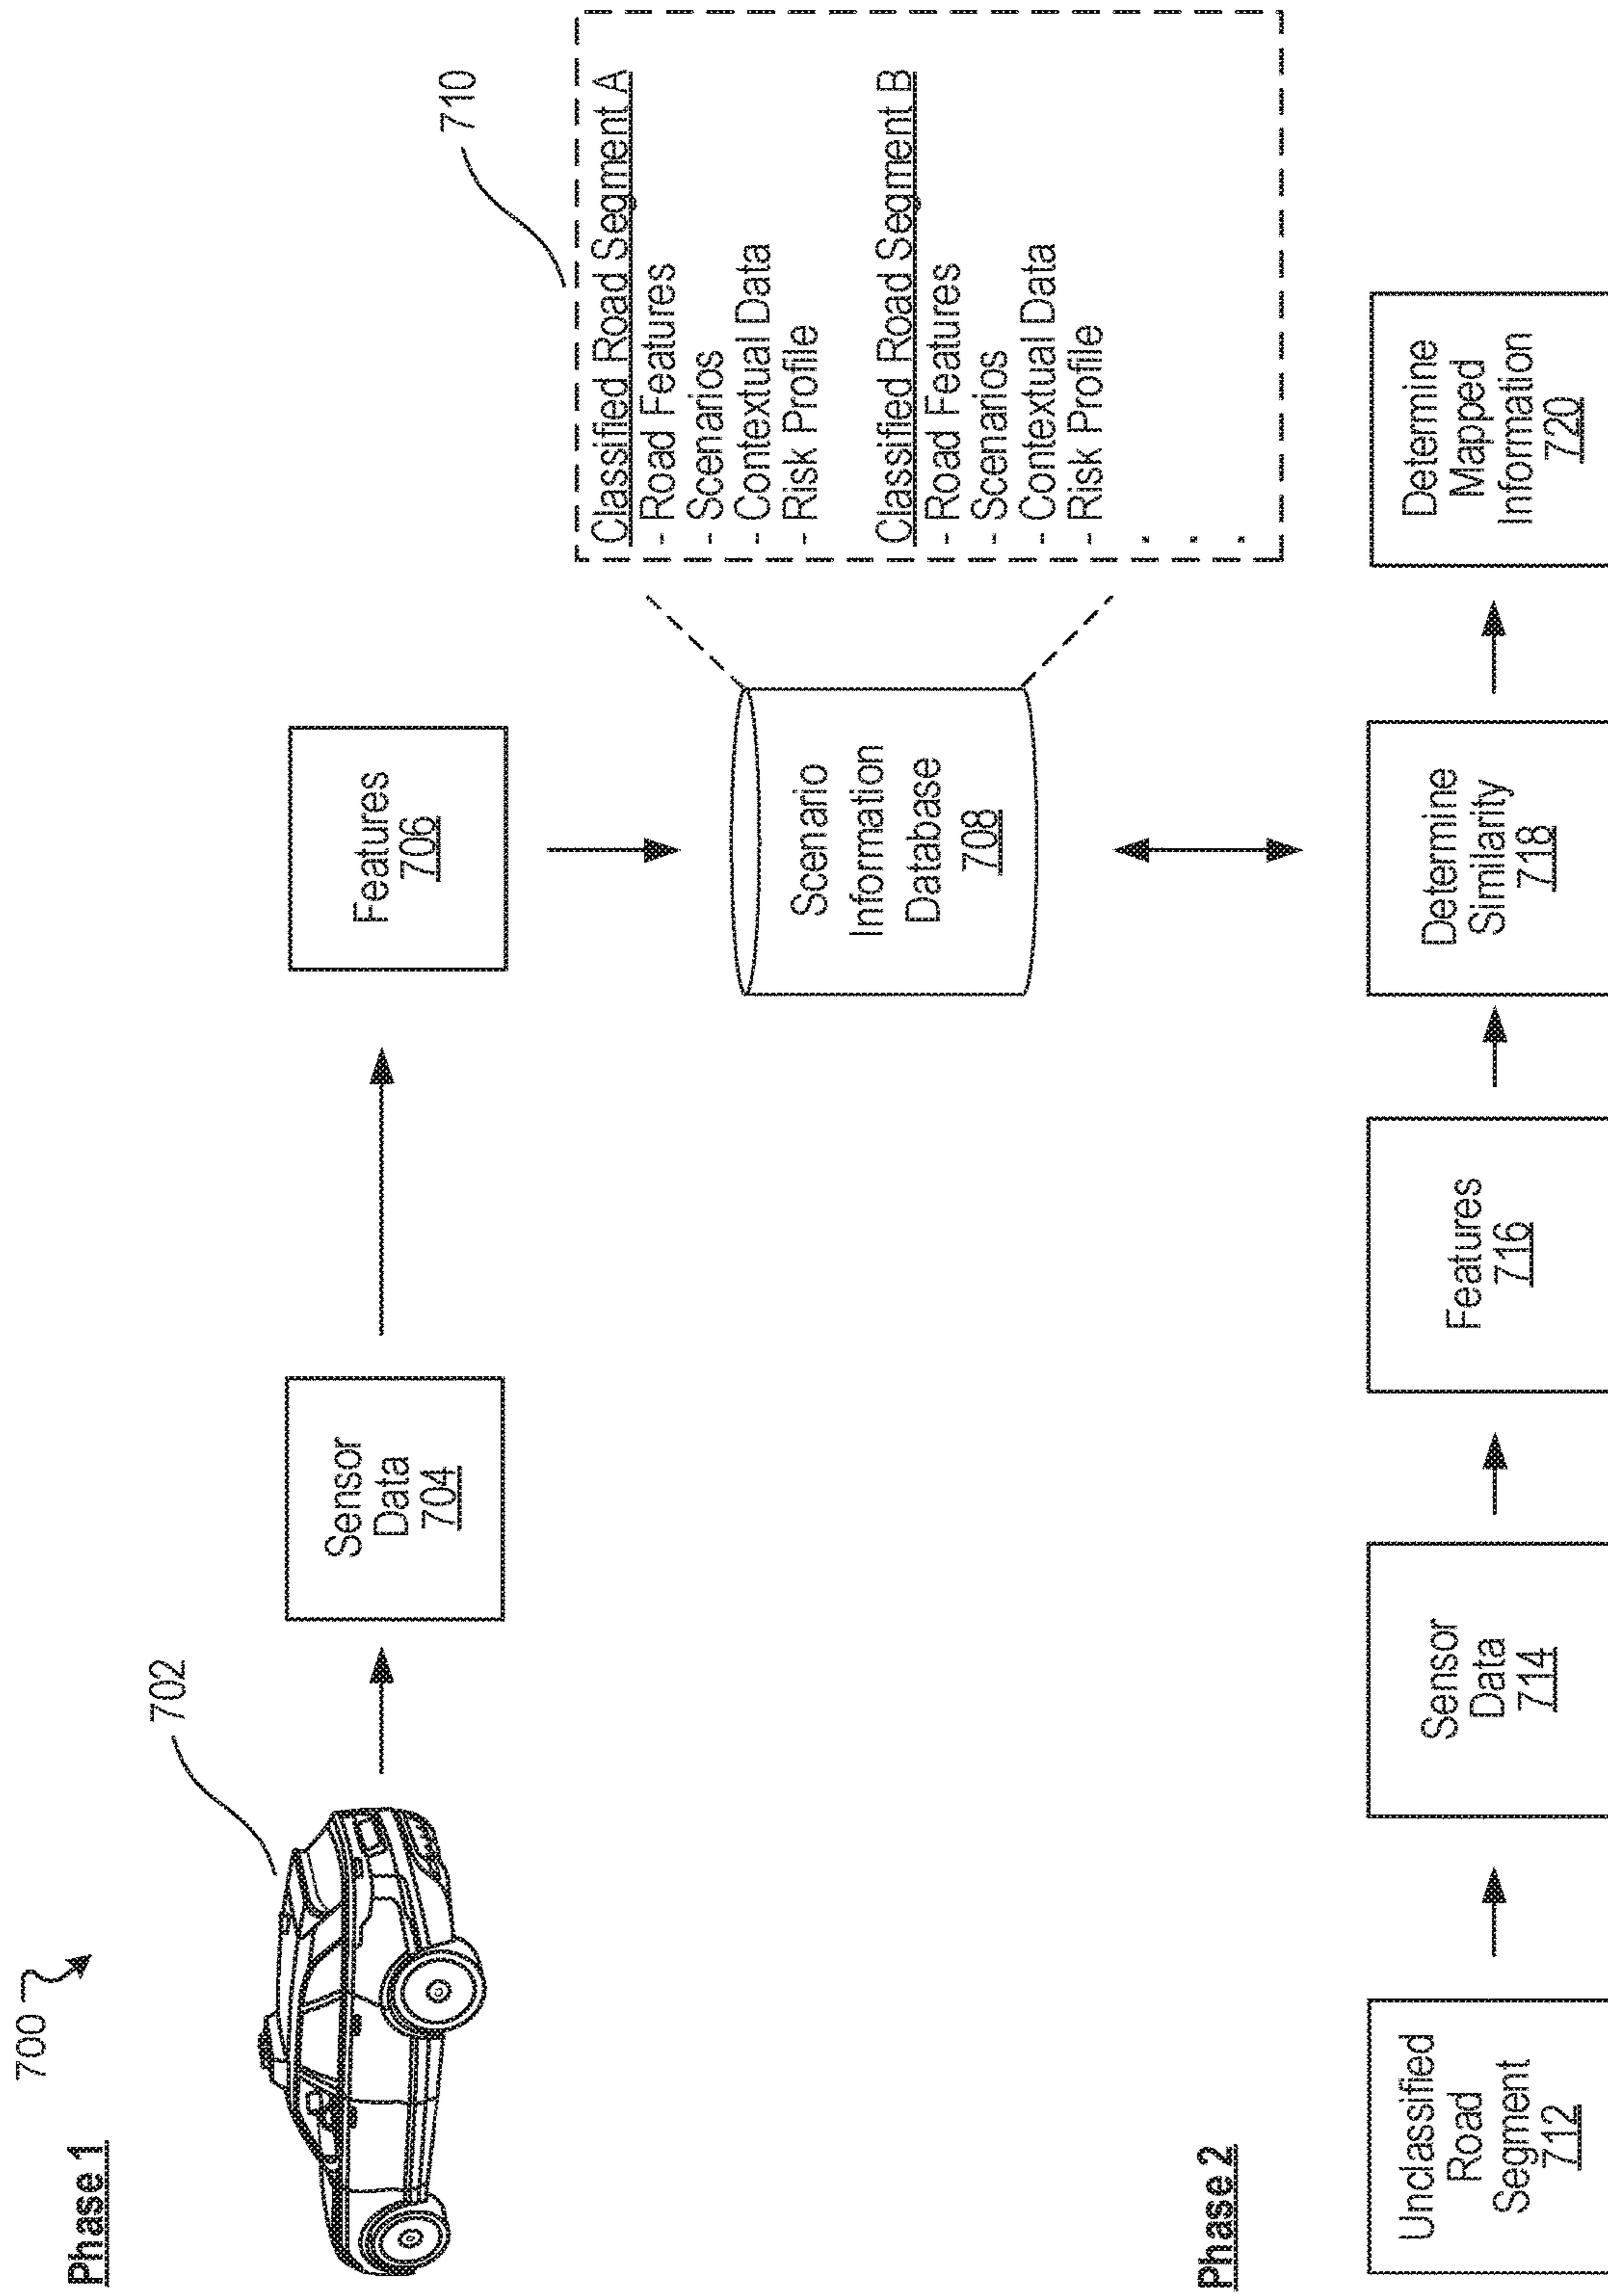 700
Phase 1
702
Sensor
Data
704
Features
706
Scenario
Information
Database
708
710
Classified Road Segment A
- Road Features
- Scenarios
- Contextual Data
- Risk Profile
Classified Road Segment B
- Road Features
- Scenarios
- Contextual Data
- Risk Profile
.
.
.
Phase 2
Unclassified
Road
Segment
712
Sensor
Data
714
Features
716
Determine
Similarity
718
Determine
Mapped
Information
720